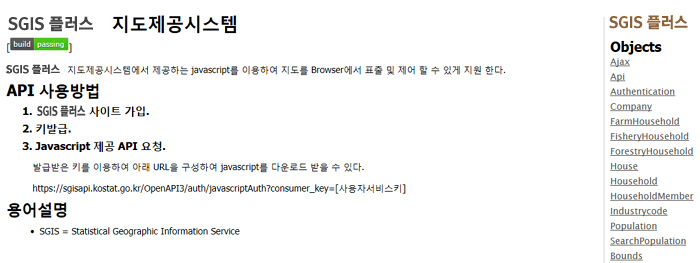 SGIS 플러스 지도제공시스템
[build passing]
SGIS 플러스 지도제공시스템에서 제공하는 javascript를 이용하여 지도를 Browser에서 표출 및 제어 할 수 있게 지원 한다.
API 사용방법
1. SGIS 플러스 사이트 가입.
2. 키발급.
3. Javascript 제공 API 요청.
발급받은 키를 이용하여 아래 URL을 구성하여 javascript를 다운로드 받을 수 있다.
https://sgisapi.kostat.go.kr/OpenAPI3/auth/javascriptAuth?consumer_key=[사용자서비스키]
용어설명
• SGIS = Statistical Geographic Information Service
SGIS 플러스
Objects
Ajax
Api
Authentication
Company
FarmHousehold
FisheryHousehold
ForestryHousehold
House
Household
HouseholdMember
Industrycode
Population
SearchPopulation
Bounds